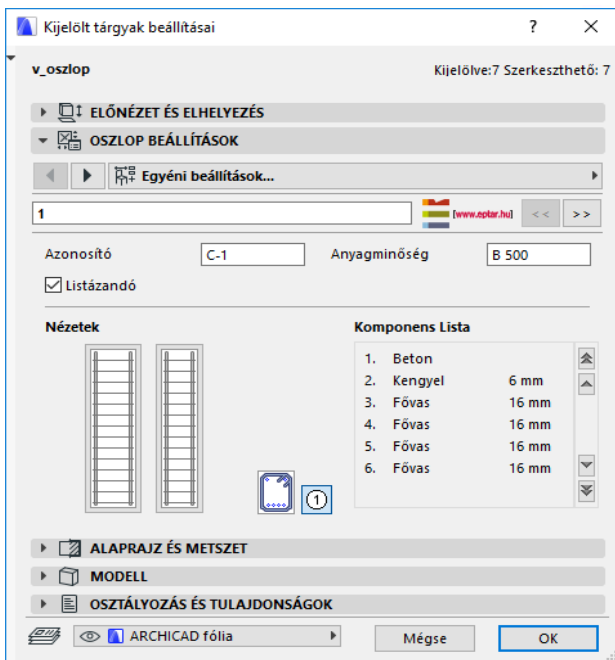 Kijelölt tárgyak beállításai ? X
v_oszlop Kijelölve:7 Szerkeszthető: 7
ELŐNÉZET ÉS ELHELYEZÉS
OSZLOP BEÁLLÍTÁSOK
Egyéni beállítások...
1 [www.eptar.hu] << >>
Azonosító C-1 Anyagminőség B 500
Listázandó
Nézetek Komponens Lista
1. Beton
2. Kengyel 6 mm
3. Fővas 16 mm
4. Fővas 16 mm
5. Fővas 16 mm
6. Fővas 16 mm
1
ALAPRAJZ ÉS METSZET
MODELL
OSZTÁLYOZÁS ÉS TULAJDONSÁGOK
ARCHICAD fólia Mégse OK